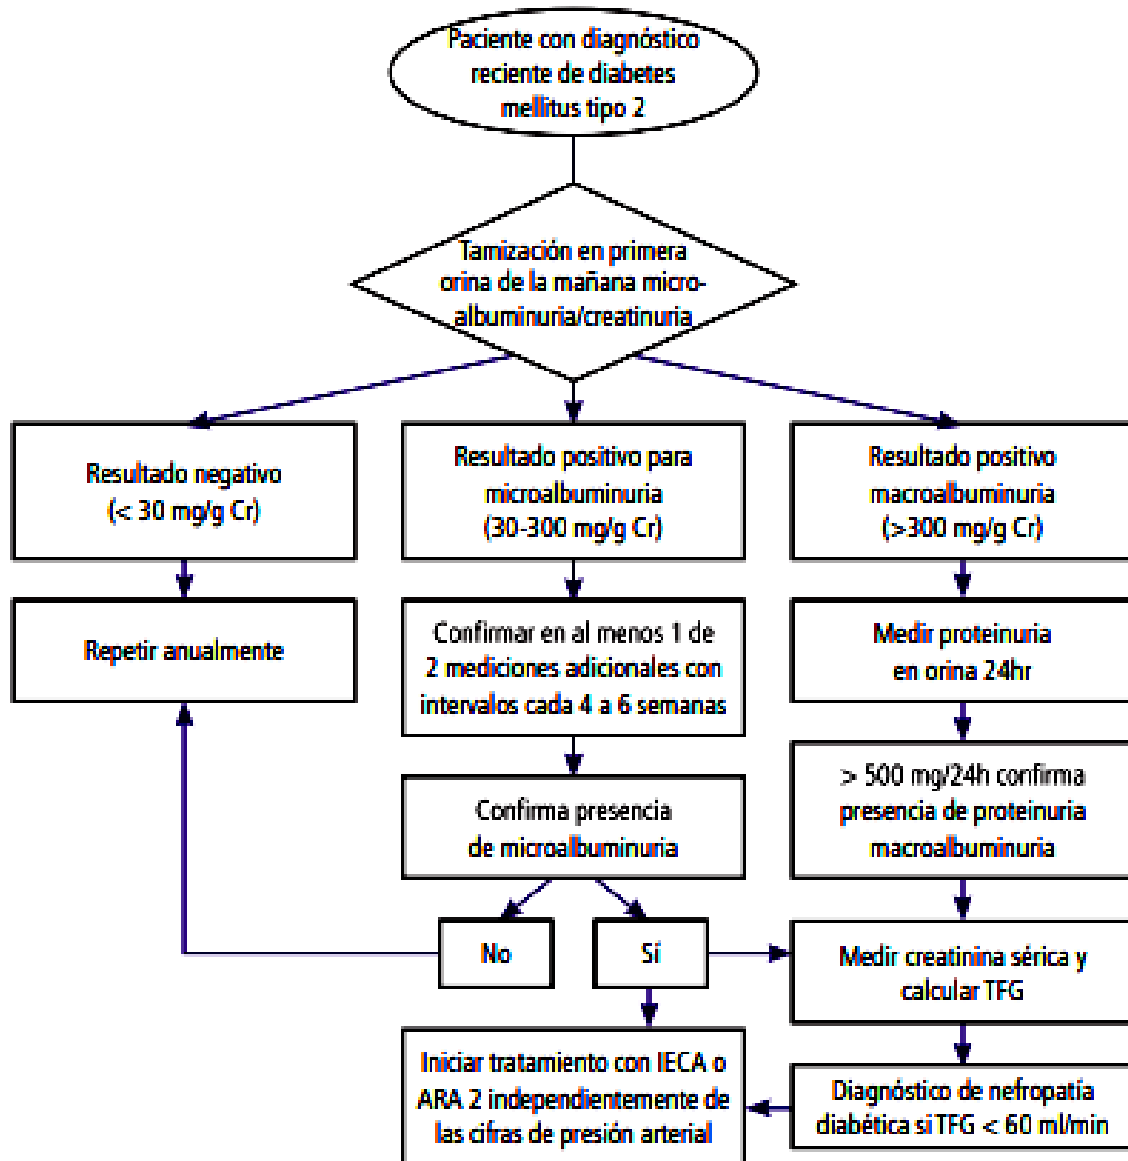 Paciente con diagnóstico
reciente de diabetes
mellitus tipo 2
Tamización en primera
orina de la mañana micro-
albuminuria/creatinuria
Resultado negativo
(< 30 mg/g Cr)
Resultado positivo para
microalbuminuria
(30-300 mg/g Cr)
Resultado positivo
macroalbuminuria
(>300 mg/g Cr)
Repetir anualmente
Confirmar en al menos 1 de
2 mediciones adicionales con
intervalos cada 4 a 6 semanas
Medir proteinuria
en orina 24hr
Confirma presencia
de microalbuminuria
> 500 mg/24h confirma
presencia de proteinuria
macroalbuminuria
No
Sí
Medir creatinina sérica y
calcular TFG
Iniciar tratamiento con IECA o
ARA 2 independientemente de
las cifras de presión arterial
Diagnóstico de nefropatía
diabética si TFG < 60 ml/min